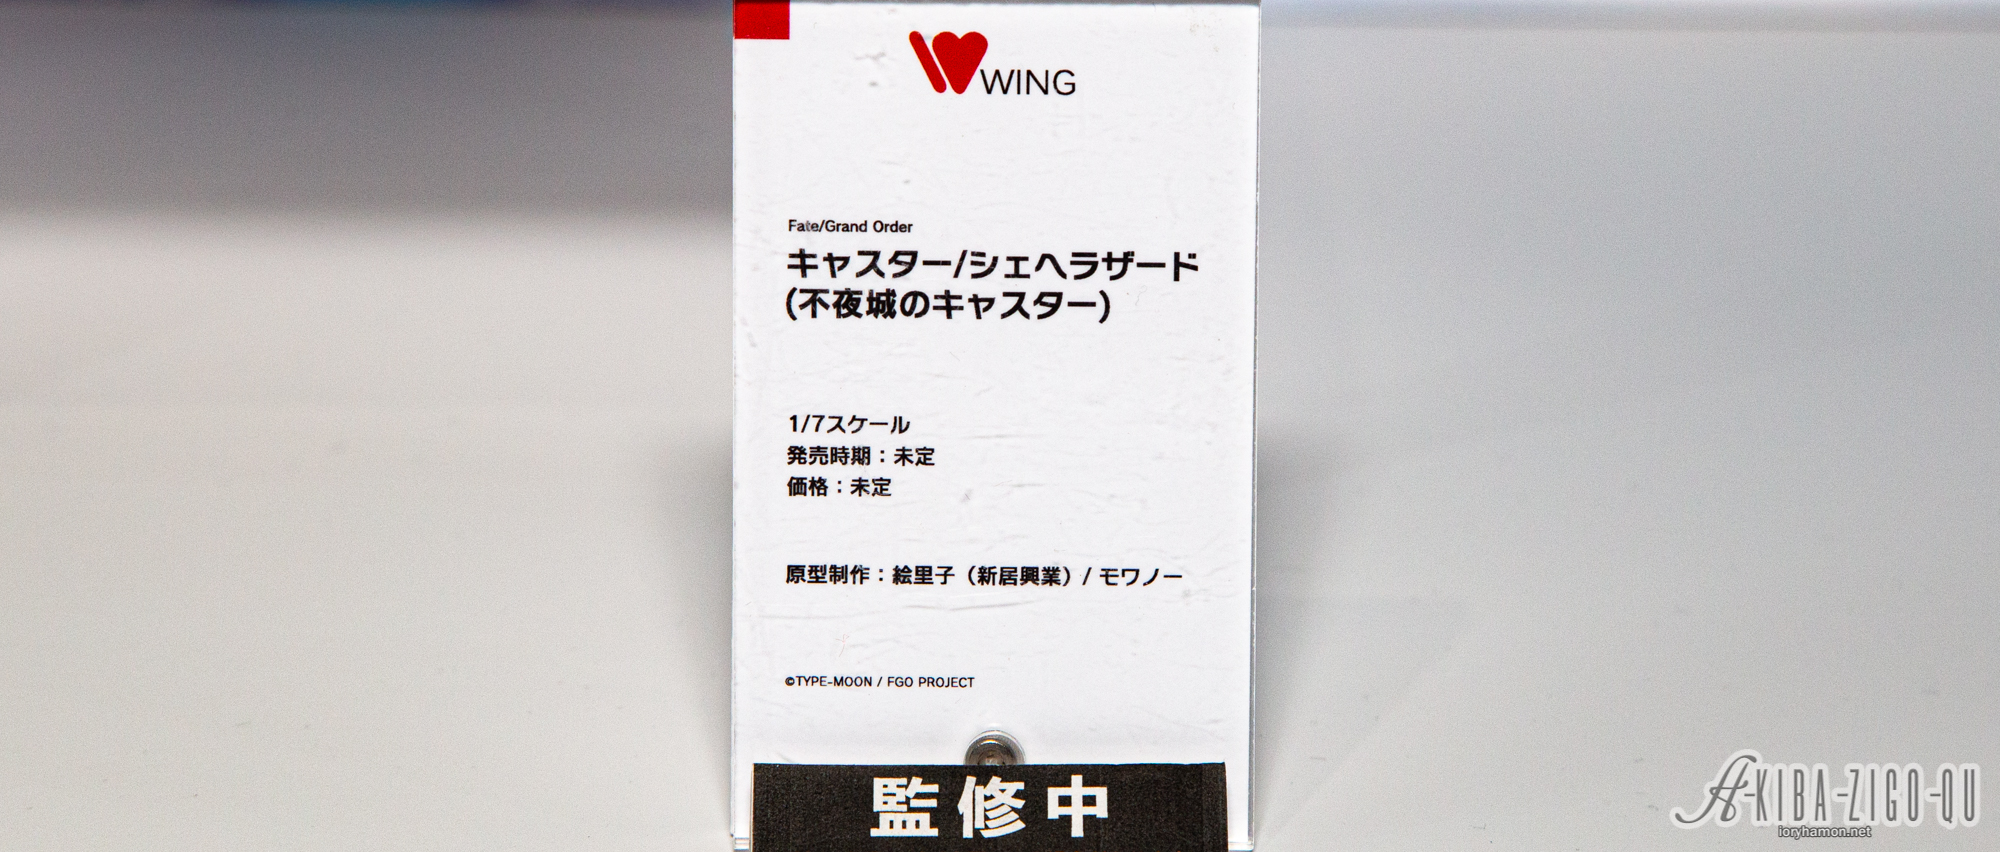 WING
Fate/Grand Order
キャスター/シェヘラザード
(不夜城のキャスター)
1/7スケール
発売時期：未定
価格：未定
原型制作：絵里子（新居興業）/ モワノー
©TYPE-MOON / FGO PROJECT
監修中
A-KIBA-ZIGO-QU
ioryhamon.net